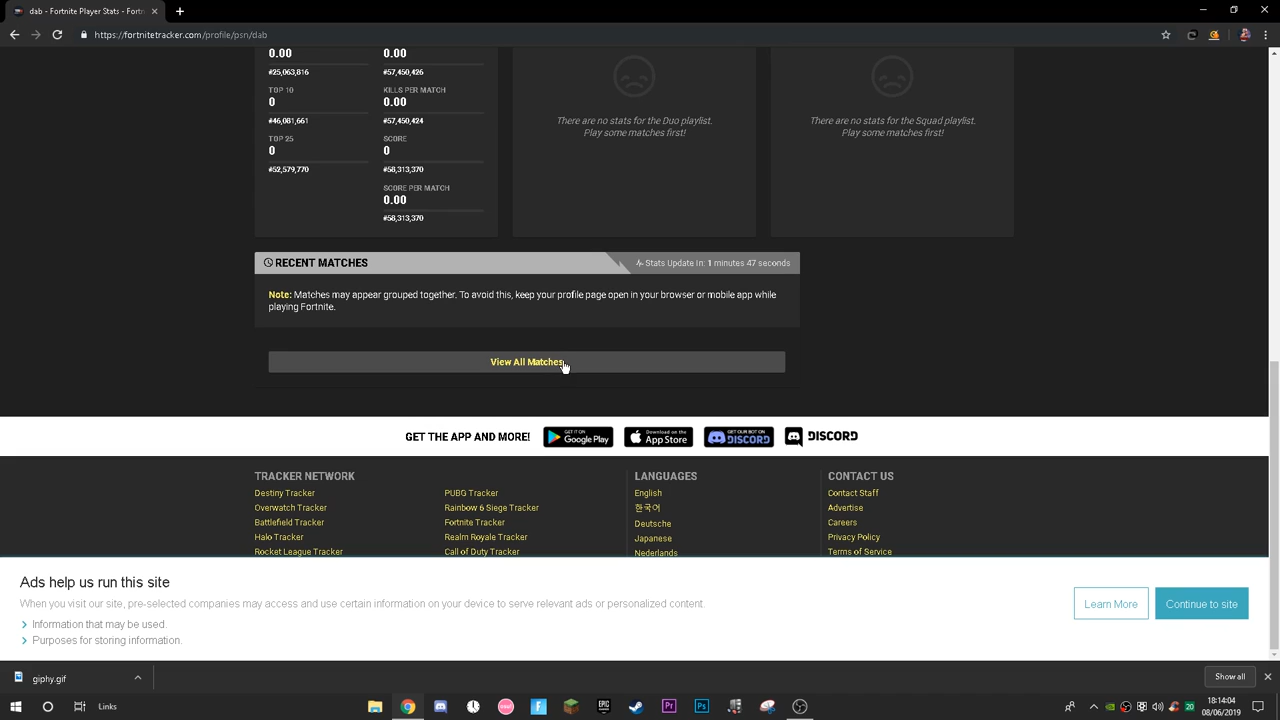 dab - Fortnite Player Stats - Fortn
https://fortnitetracker.com/profile/psn/dab
0.00
0.00
#25,063,816
#57,450,426
TOP 10
KILLS PER MATCH
0
0.00
#46,081,661
#57,450,424
TOP 25
SCORE
0
0
#52,579,770
#58,313,370
SCORE PER MATCH
0.00
#58,313,370
There are no stats for the Duo playlist.
Play some matches first!
There are no stats for the Squad playlist.
Play some matches first!
RECENT MATCHES
Stats Update In: 1 minutes 47 seconds
Note: Matches may appear grouped together. To avoid this, keep your profile page open in your browser or mobile app while
playing Fortnite.
View All Matches
GET THE APP AND MORE!
GET IT ON
Google Play
Download on the
App Store
GET OUR BOT ON
DISCORD
DISCORD
TRACKER NETWORK
Destiny Tracker
Overwatch Tracker
Battlefield Tracker
Halo Tracker
Rocket League Tracker
PUBG Tracker
Rainbow 6 Siege Tracker
Fortnite Tracker
Realm Royale Tracker
Call of Duty Tracker
LANGUAGES
English
한국어
Deutsche
Japanese
Nederlands
CONTACT US
Contact Staff
Advertise
Careers
Privacy Policy
Terms of Service
Ads help us run this site
When you visit our site, pre-selected companies may access and use certain information on your device to serve relevant ads or personalized content.
Information that may be used.
Purposes for storing information.
Learn More
Continue to site
giphy.gif
Show all
Links
EPIC
Pr
Ps
20
18:14:04
08/06/2019